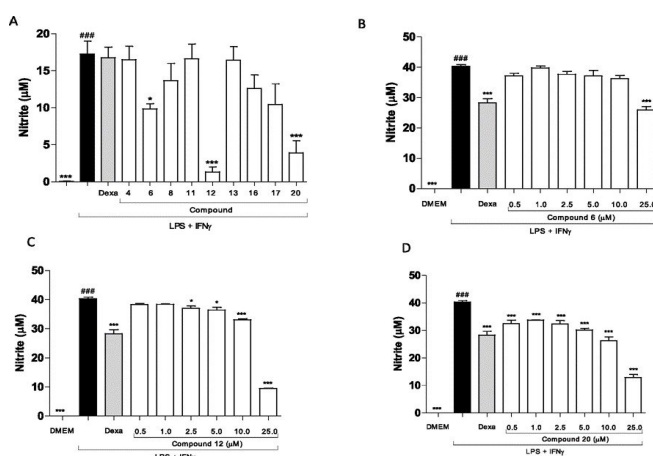 A
Nitrite (μM)
20
15
10
5
0
***
###
*
***
***
Dexa 4 6 8 11 12 13 16 17 20
Compound
LPS + IFNγ
B
Nitrite (μM)
50
40
30
20
10
0
***
###
***
***
DMEM Dexa 0.5 1.0 2.5 5.0 10.0 25.0
Compound 6 (μM)
LPS + IFNγ
C
Nitrite (μM)
50
40
30
20
10
0
***
###
***
*
*
***
***
DMEM Dexa 0.5 1.0 2.5 5.0 10.0 25.0
Compound 12 (μM)
LPS + IFNγ
D
Nitrite (μM)
50
40
30
20
10
0
***
###
***
***
***
***
***
***
***
DMEM Dexa 0.5 1.0 2.5 5.0 10.0 25.0
Compound 20 (μM)
LPS + IFNγ